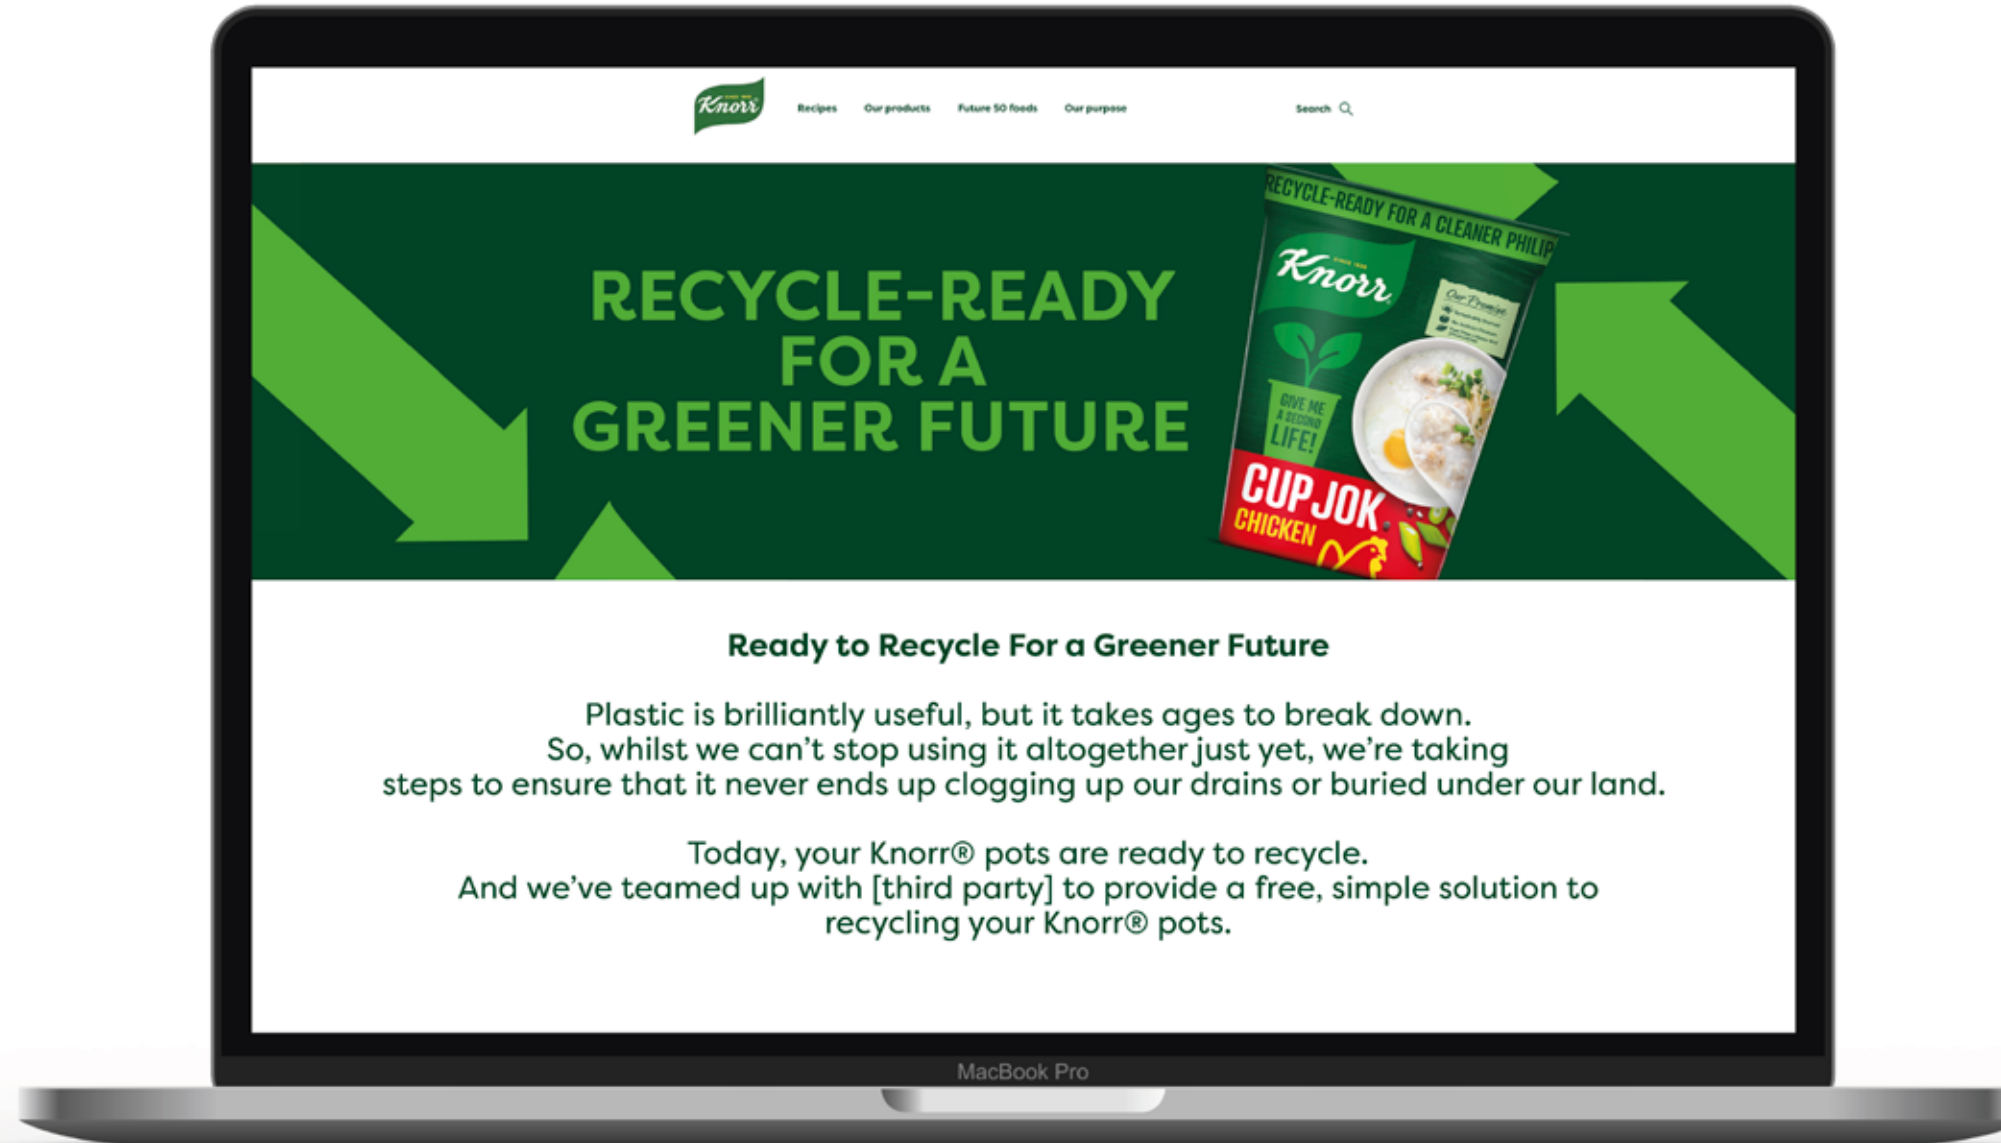 SINCE 1838
Knorr
Recipes Our products Future 50 foods Our purpose Search
RECYCLE-READY
FOR A
GREENER FUTURE
RECYCLE-READY FOR A CLEANER PHILIP
Knorr
Our Promise
GIVE ME
A SECOND
LIFE!
CUP JOK
CHICKEN
Ready to Recycle For a Greener Future
Plastic is brilliantly useful, but it takes ages to break down.
So, whilst we can’t stop using it altogether just yet, we’re taking
steps to ensure that it never ends up clogging up our drains or buried under our land.
Today, your Knorr® pots are ready to recycle.
And we’ve teamed up with [third party] to provide a free, simple solution to
recycling your Knorr® pots.
MacBook Pro